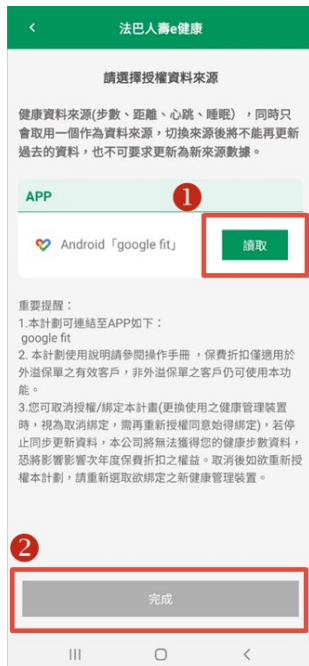 法巴人壽e健康
請選擇授權資料來源
健康資料來源(步數、距離、心跳、睡眠),同時只
會取用一個作為資料來源,切換來源後將不能再更新
過去的資料,也不可要求更新為新來源數據。
APP
1
Android「google fit」
讀取
重要提醒:
1.本計劃可連結至APP如下:
google fit
2. 本計劃使用說明請參閱操作手冊,保費折扣僅適用於
外溢保單之有效客戶,非外溢保單之客戶仍可使用本功
能。
3.您可取消授權/綁定本計畫(更換使用之健康管理裝置
時,視為取消綁定,需再重新授權同意始得綁定),若停
止同步更新資料,本公司將無法獲得您的健康步數資料,
恐將影響影響次年度保費折扣之權益。取消後如欲重新授
權本計劃,請重新選取欲綁定之新健康管理裝置。
2
完成